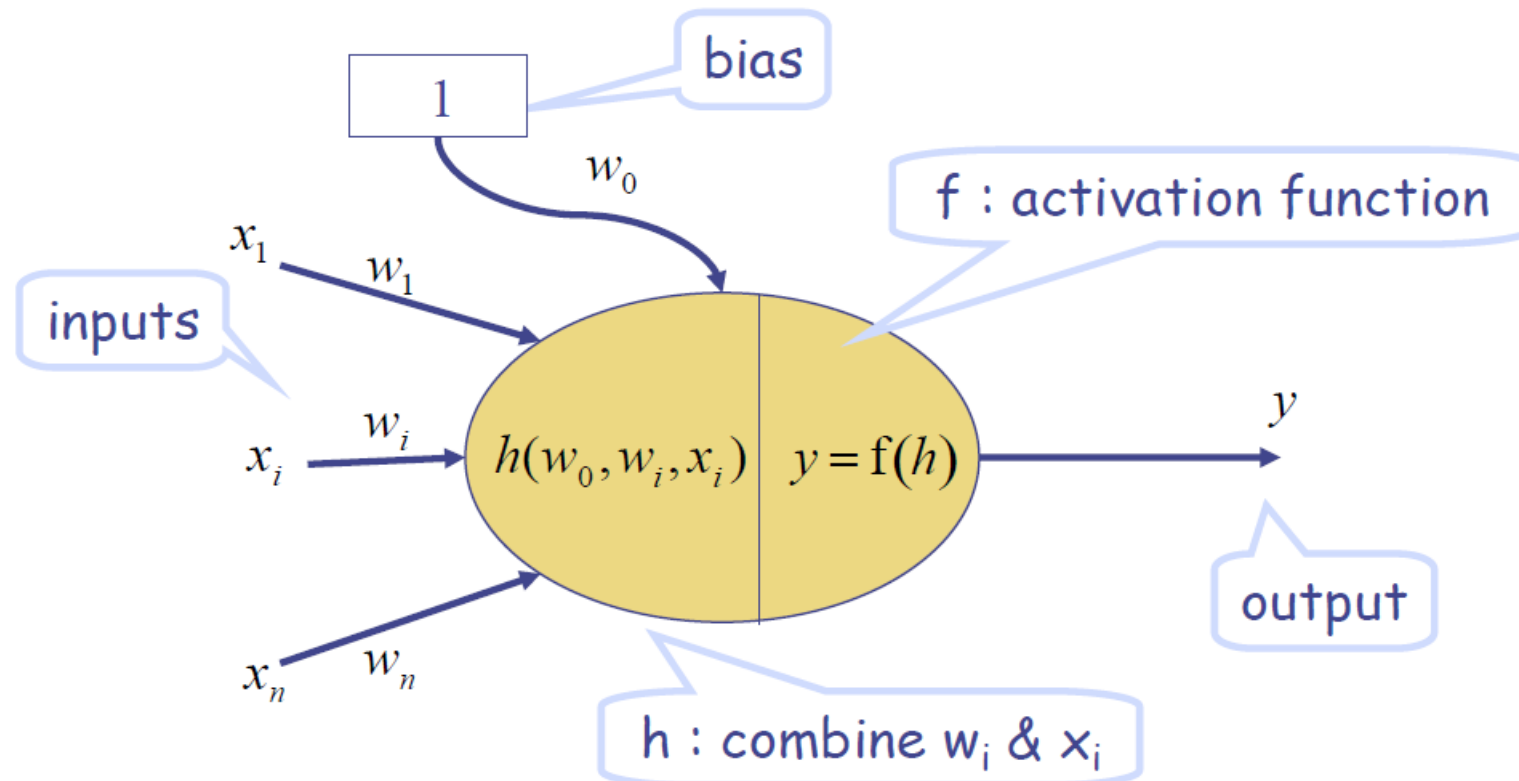 bias
1
w₀
f : activation function
x₁
w₁
inputs
y
wᵢ
xᵢ
h(w₀,wᵢ,xᵢ)
y=f(h)
output
wₙ
xₙ
h : combine wᵢ & xᵢ